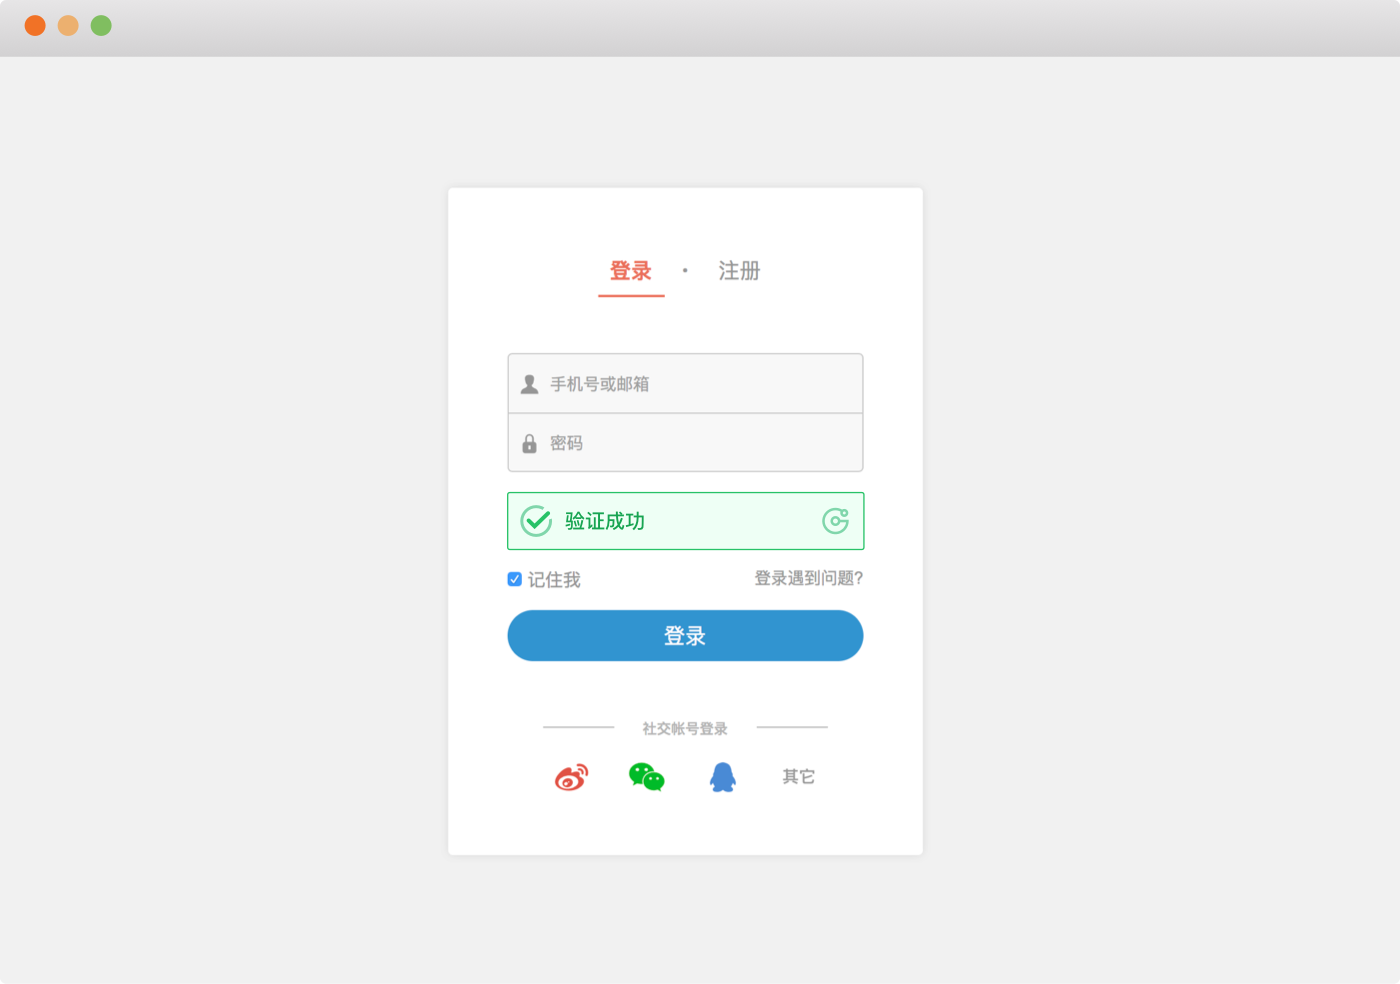 登录 · 注册
手机号或邮箱
密码
验证成功
记住我 登录遇到问题?
登录
社交帐号登录
其它